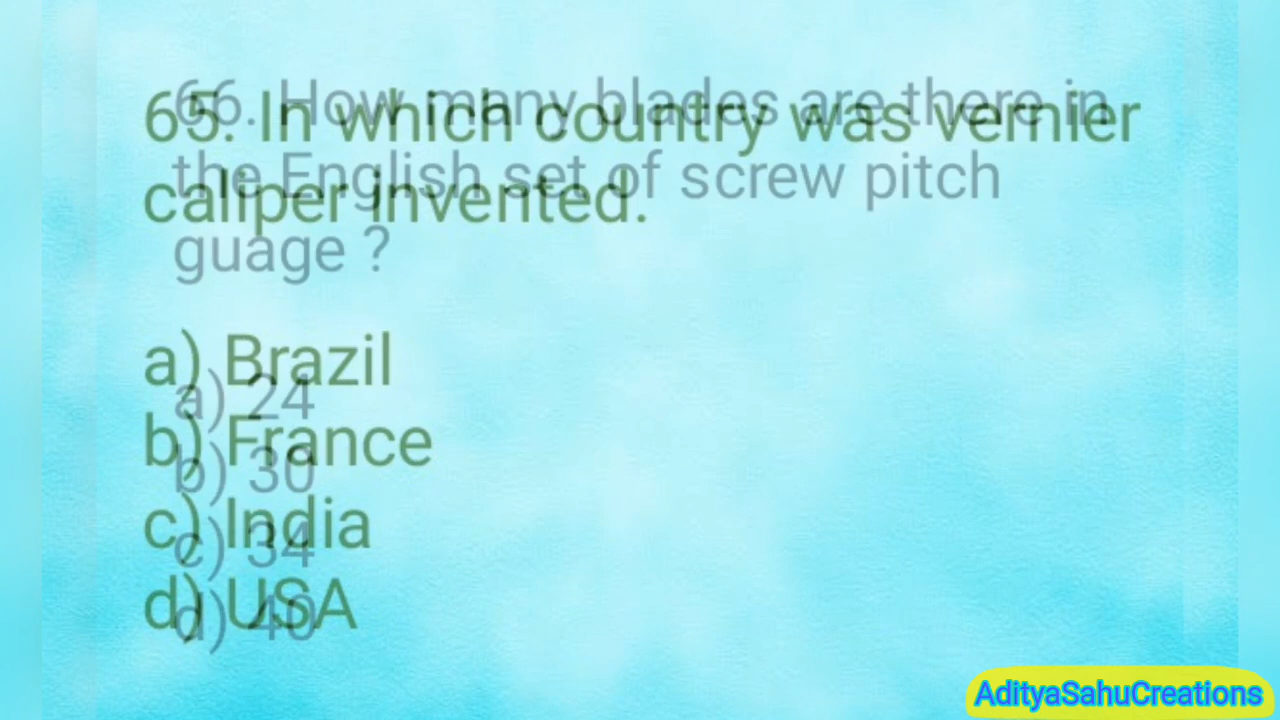 65. In which country was vernier
caliper invented.
a) Brazil
b) France
c) India
d) USA
66. How many blades are there in
the English set of screw pitch
guage ?
a) 24
b) 30
c) 34
d) 40
AdityaSahuCreations